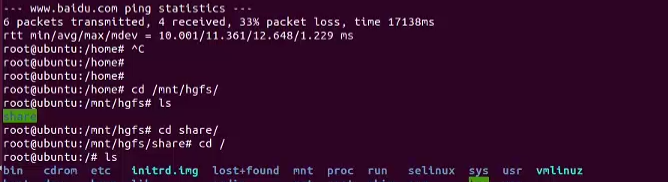 --- www.baidu.com ping statistics ---
6 packets transmitted, 4 received, 33% packet loss, time 17138ms
rtt min/avg/max/mdev = 10.001/11.361/12.648/1.229 ms
root@ubuntu:/home# ^C
root@ubuntu:/home#
root@ubuntu:/home#
root@ubuntu:/home# cd /mnt/hgfs/
root@ubuntu:/mnt/hgfs# ls
share
root@ubuntu:/mnt/hgfs# cd share/
root@ubuntu:/mnt/hgfs/share# cd /
root@ubuntu:/# ls
bin cdrom etc initrd.img lost+found mnt proc run selinux sys usr vmlinuz